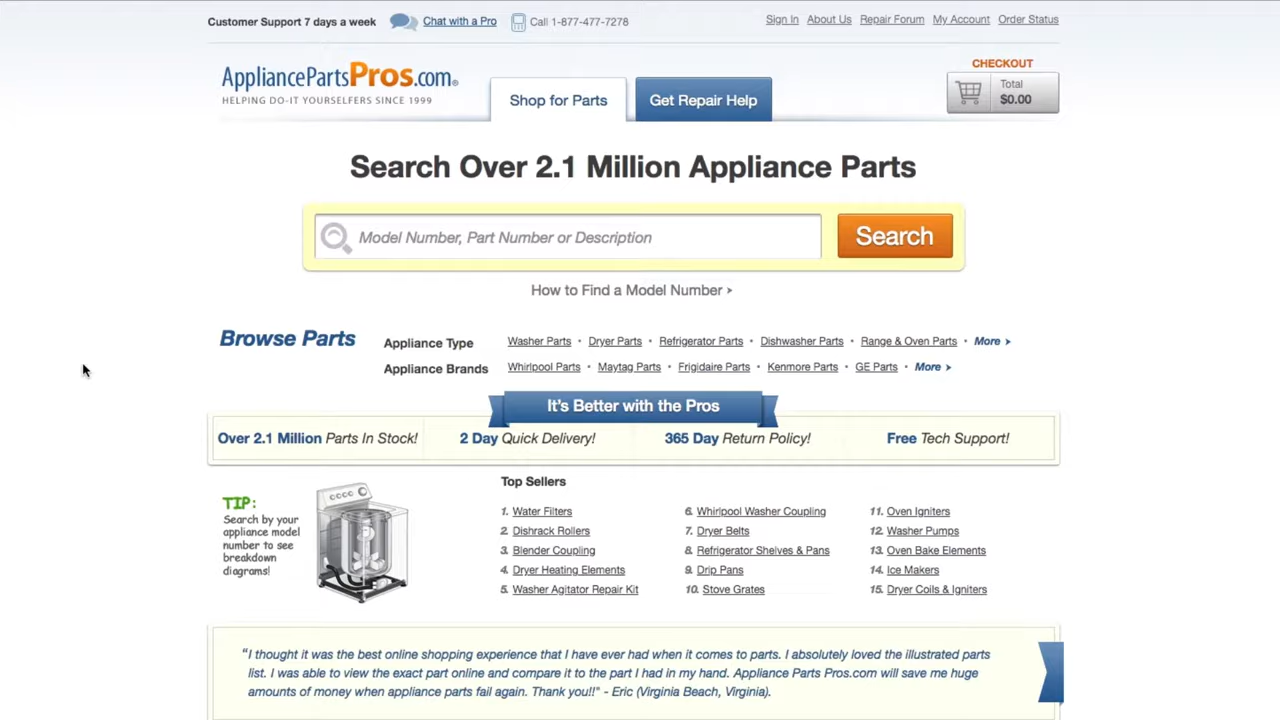 Customer Support 7 days a week Chat with a Pro Call 1-877-477-7278 Sign In About Us Repair Forum My Account Order Status
CHECKOUT
AppliancePartsPros.com®
HELPING DO-IT YOURSELFERS SINCE 1999
Shop for Parts Get Repair Help
Total
$0.00
Search Over 2.1 Million Appliance Parts
Model Number, Part Number or Description Search
How to Find a Model Number
Browse Parts
Appliance Type Washer Parts • Dryer Parts • Refrigerator Parts • Dishwasher Parts • Range & Oven Parts • More
Appliance Brands Whirlpool Parts • Maytag Parts • Frigidaire Parts • Kenmore Parts • GE Parts • More
It's Better with the Pros
Over 2.1 Million Parts In Stock! 2 Day Quick Delivery! 365 Day Return Policy! Free Tech Support!
TIP:
Search by your
appliance model
number to see
breakdown
diagrams!
Top Sellers
1. Water Filters
2. Dishrack Rollers
3. Blender Coupling
4. Dryer Heating Elements
5. Washer Agitator Repair Kit
6. Whirlpool Washer Coupling
7. Dryer Belts
8. Refrigerator Shelves & Pans
9. Drip Pans
10. Stove Grates
11. Oven Igniters
12. Washer Pumps
13. Oven Bake Elements
14. Ice Makers
15. Dryer Coils & Igniters
"I thought it was the best online shopping experience that I have ever had when it comes to parts. I absolutely loved the illustrated parts
list. I was able to view the exact part online and compare it to the part I had in my hand. Appliance Parts Pros.com will save me huge
amounts of money when appliance parts fail again. Thank you!!" - Eric (Virginia Beach, Virginia).